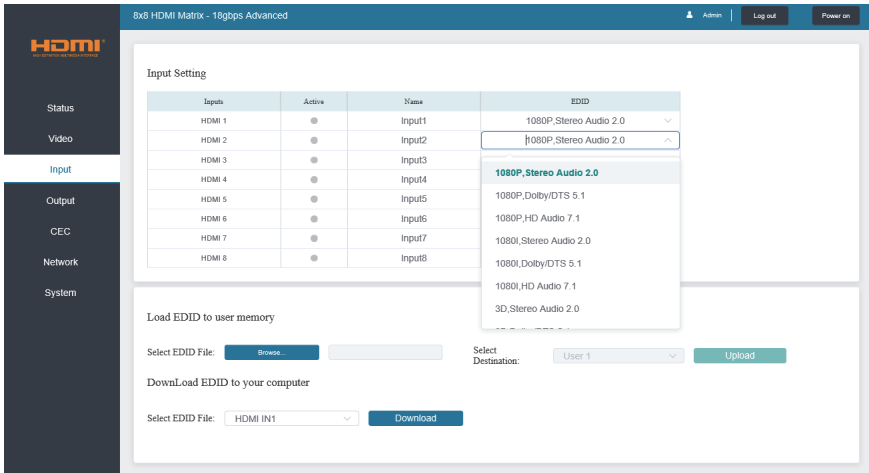 8x8 HDMI Matrix - 18gbps Advanced
Admin
Log out
Power on
HDMI
HIGH-DEFINITION MULTIMEDIA INTERFACE
Status
Video
Input
Output
CEC
Network
System
Input Setting
Inputs Active Name EDID
HDMI 1 Input1 1080P,Stereo Audio 2.0
HDMI 2 Input2 1080P,Stereo Audio 2.0
HDMI 3 Input3
HDMI 4 Input4
HDMI 5 Input5
HDMI 6 Input6
HDMI 7 Input7
HDMI 8 Input8
1080P,Stereo Audio 2.0
1080P,Dolby/DTS 5.1
1080P,HD Audio 7.1
1080I,Stereo Audio 2.0
1080I,Dolby/DTS 5.1
1080I,HD Audio 7.1
3D,Stereo Audio 2.0
Load EDID to user memory
Select EDID File: Browse... Select Destination: User 1 Upload
DownLoad EDID to your computer
Select EDID File: HDMI IN1 Download